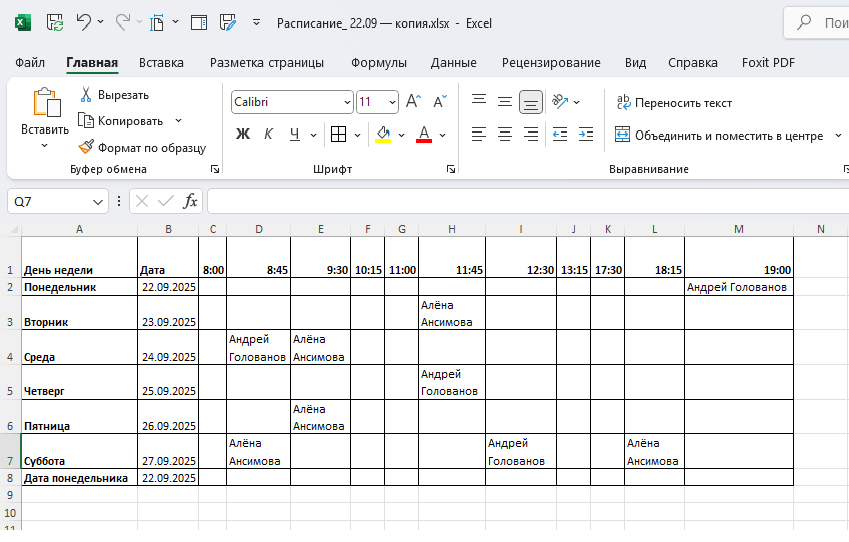 Расписание_ 22.09 — копия.xlsx - Excel
Пои
Файл Главная Вставка Разметка страницы Формулы Данные Рецензирование Вид Справка Foxit PDF
Вставить
Вырезать
Копировать
Формат по образцу
Буфер обмена
Calibri 11
Ж К Ч
Шрифт
Переносить текст
Объединить и поместить в центре
Выравнивание
Q7 fx
A B C D E F G H I J K L M N
1 День недели Дата 8:00 8:45 9:30 10:15 11:00 11:45 12:30 13:15 17:30 18:15 19:00
2 Понедельник 22.09.2025 Андрей Голованов
Алёна
3 Вторник 23.09.2025 Ансимова
Андрей Алёна
4 Среда 24.09.2025 Голованов Ансимова
Андрей
5 Четверг 25.09.2025 Голованов
Алёна
6 Пятница 26.09.2025 Ансимова
Алёна Андрей Алёна
7 Суббота 27.09.2025 Ансимова Голованов Ансимова
8 Дата понедельника 22.09.2025
9
10
11